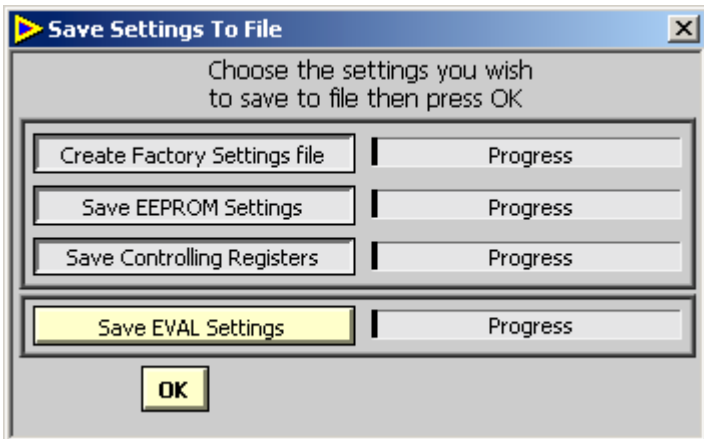 Save Settings To File
Choose the settings you wish
to save to file then press OK
Create Factory Settings file
Progress
Save EEPROM Settings
Progress
Save Controlling Registers
Progress
Save EVAL Settings
Progress
OK